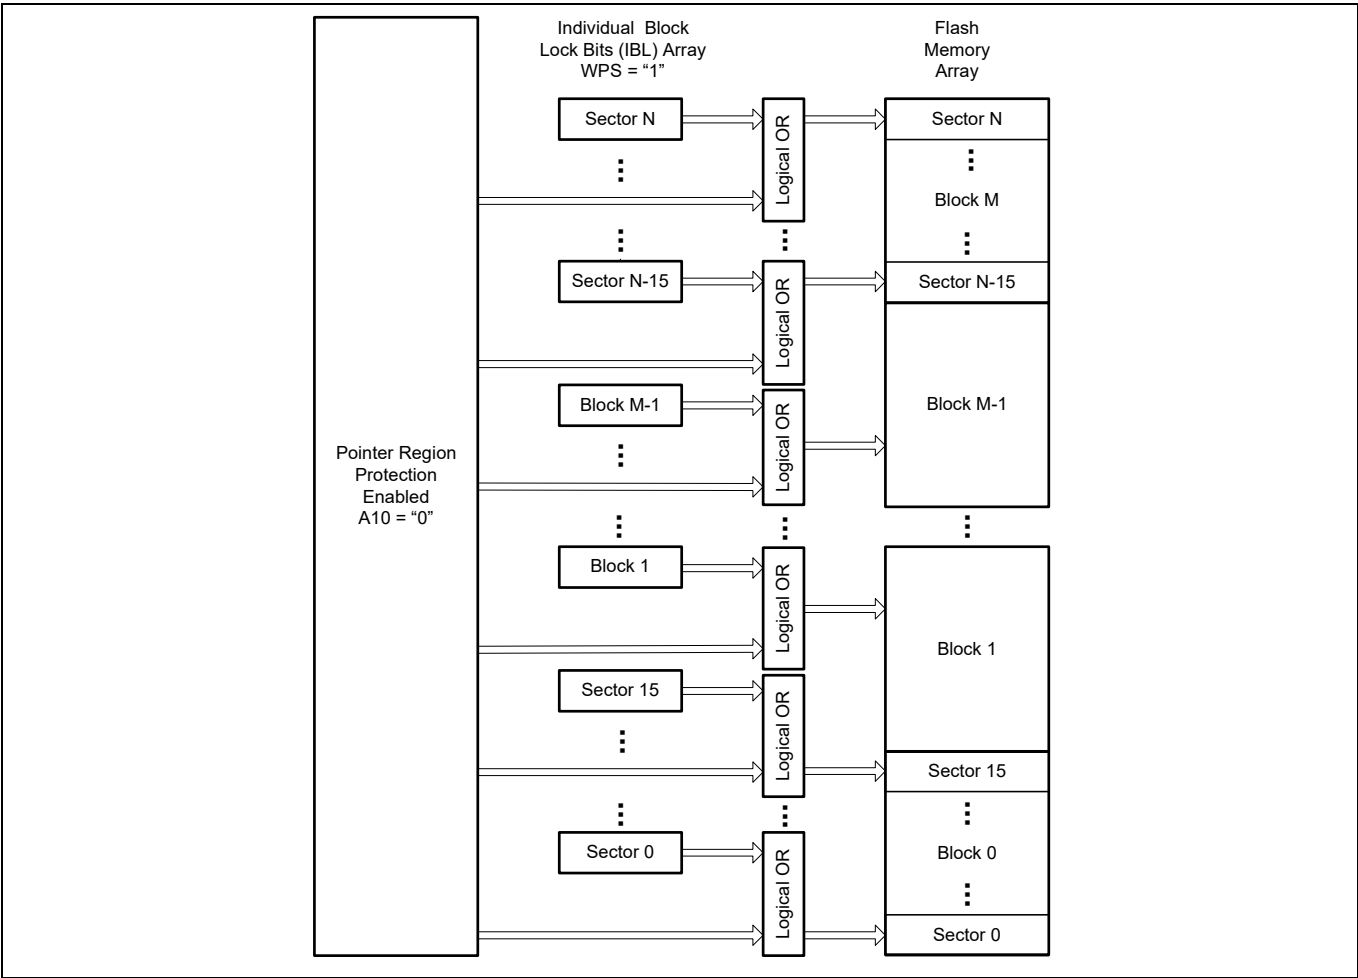 Individual Block
Lock Bits (IBL) Array
WPS = “1”
Flash
Memory
Array
Sector N
Logical OR
Sector N
Block M
Sector N-15
Logical OR
Sector N-15
Block M-1
Logical OR
Block M-1
Pointer Region
Protection
Enabled
A10 = “0”
Block 1
Logical OR
Block 1
Sector 15
Logical OR
Sector 15
Sector 0
Logical OR
Block 0
Sector 0